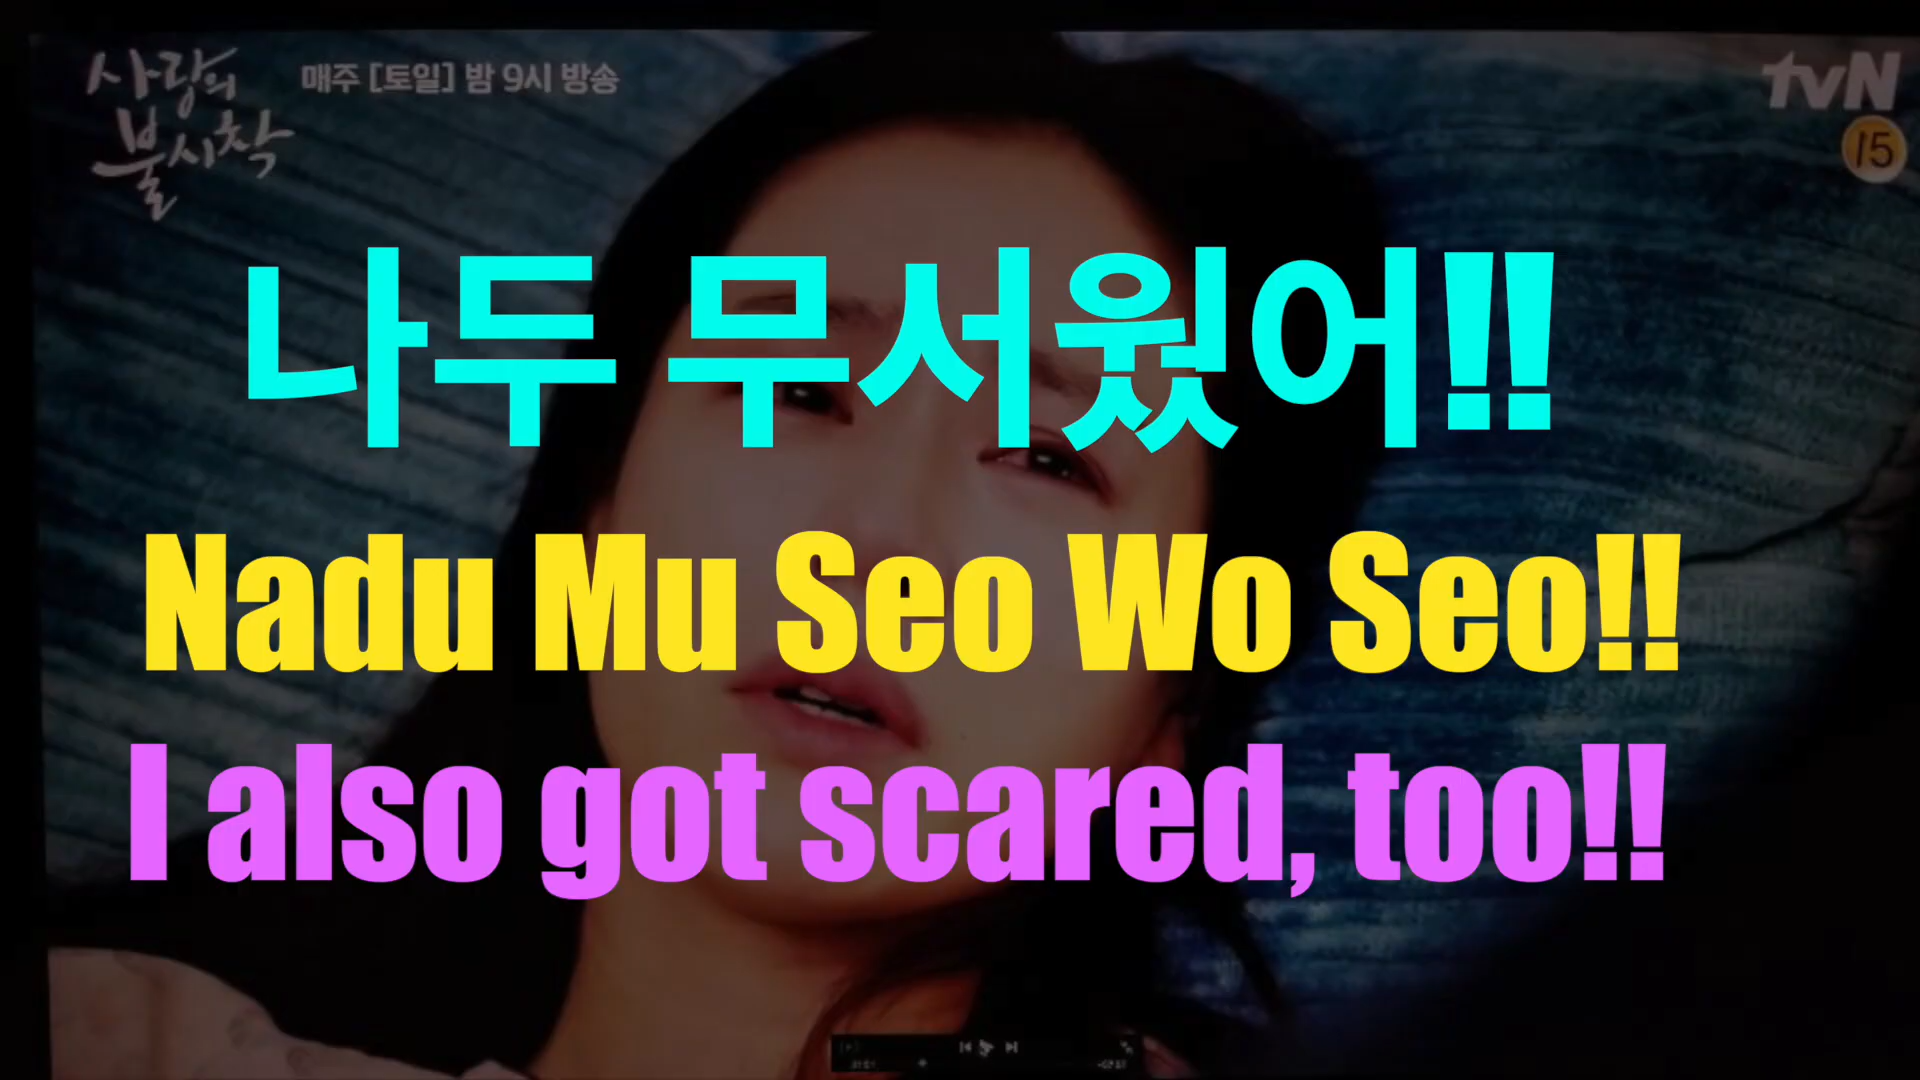 사랑의
불시착
매주 [토일] 밤 9시 방송
tvN
15
나두 무서웠어!!
Nadu Mu Seo Wo Seo!!
I also got scared, too!!